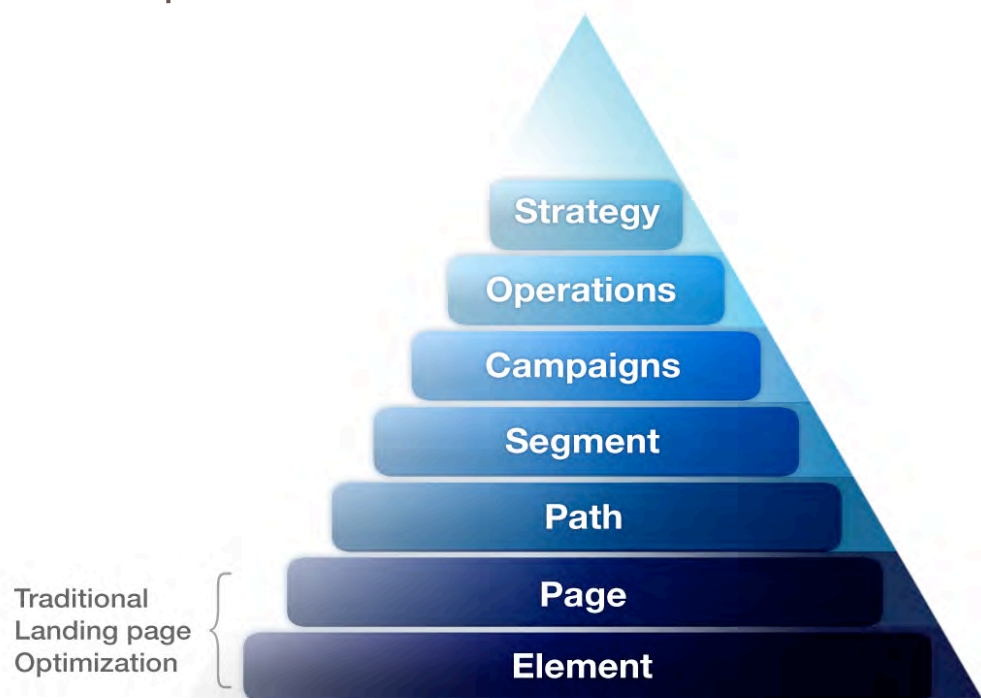 Strategy
Operations
Campaigns
Segment
Path
Page
Element
Traditional
Landing page
Optimization